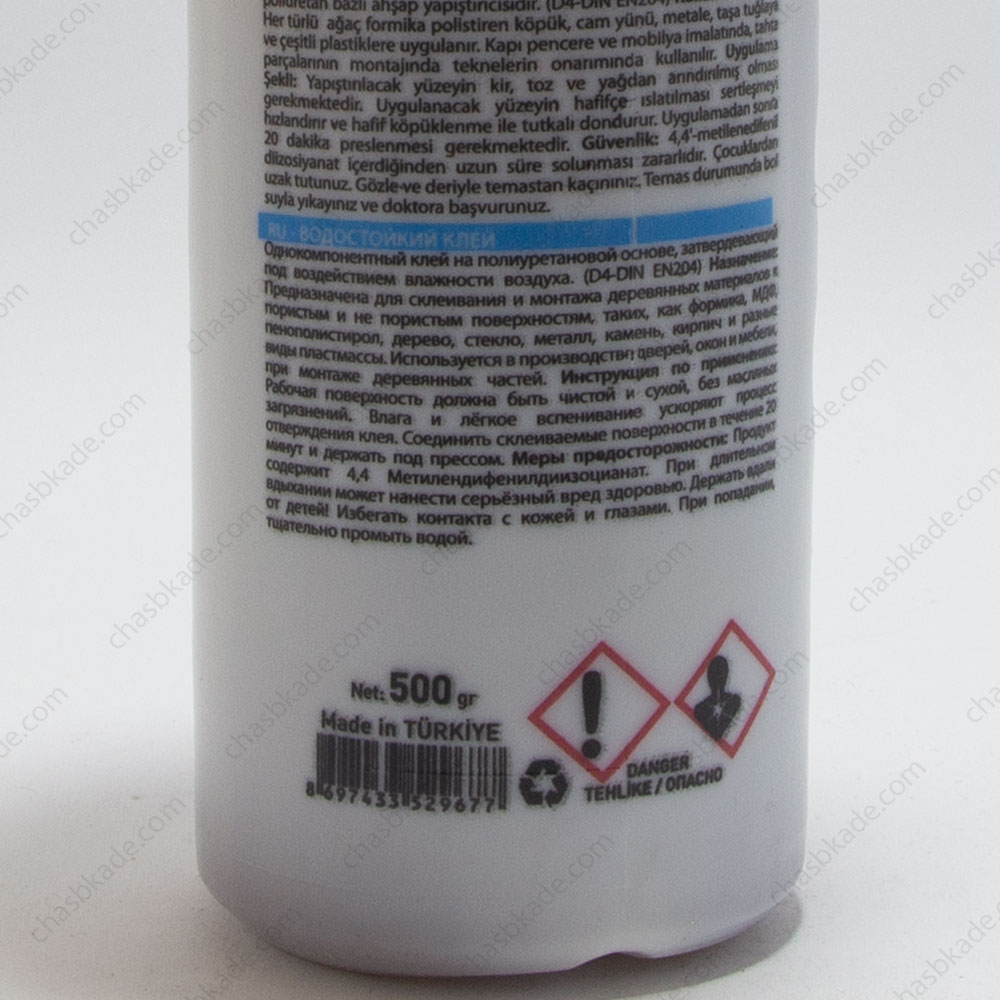 poliüretan bazlı ahşap yapıştırıcısıdır. (D4-DIN EN204)
Her türlü ağaç formika polistiren köpük, cam yünü, metale, taşa tuğlaya
ve çeşitli plastiklere uygulanır. Kapı pencere ve mobilya imalatında, tahta
parçalarının montajında teknelerin onarımında kullanılır. Uygulama
Şekli: Yapıştırılacak yüzeyin kir, toz ve yağdan arındırılmış olması
gerekmektedir. Uygulanacak yüzeyin hafifçe ıslatılması sertleşmeyi
hızlandırır ve hafif köpüklenme ile tutkalı dondurur. Uygulamadan sonra
20 dakika preslenmesi gerekmektedir. Güvenlik: 4,4'-metilenedifenil
diizosiyanat içerdiğinden uzun süre solunması zararlıdır. Çocuklardan
uzak tutunuz. Gözle ve deriyle temastan kaçınınız. Temas durumunda bol
suyla yıkayınız ve doktora başvurunuz.
RU - ВОДОСТОЙКИЙ КЛЕЙ
Однокомпонентный клей на полиуретановой основе, затвердевающий
под воздействием влажности воздуха. (D4-DIN EN204) Назначение:
Предназначена для склеивания и монтажа деревянных материалов к
пористым и не пористым поверхностям, таких, как формика, МДФ,
пенополистирол, дерево, стекло, металл, камень, кирпич и разные
виды пластмассы. Используется в производстве дверей, окон и мебели,
при монтаже деревянных частей. Инструкция по применению:
Рабочая поверхность должна быть чистой и сухой, без масляных
загрязнений. Влага и лёгкое вспенивание ускоряют процесс
отверждения клея. Соединить склеиваемые поверхности в течение 20
минут и держать под прессом. Меры предосторожности: Продукт
содержит 4,4 Метилендифенилдиизоцианат. При длительном
вдыхании может нанести серьёзный вред здоровью. Держать вдали
от детей! Избегать контакта с кожей и глазами. При попадании,
тщательно промыть водой.
Net: 500 gr
Made in TÜRKİYE
8 697433 529677
DANGER
TEHLİKE / ОПАСНО
chasbkade.com